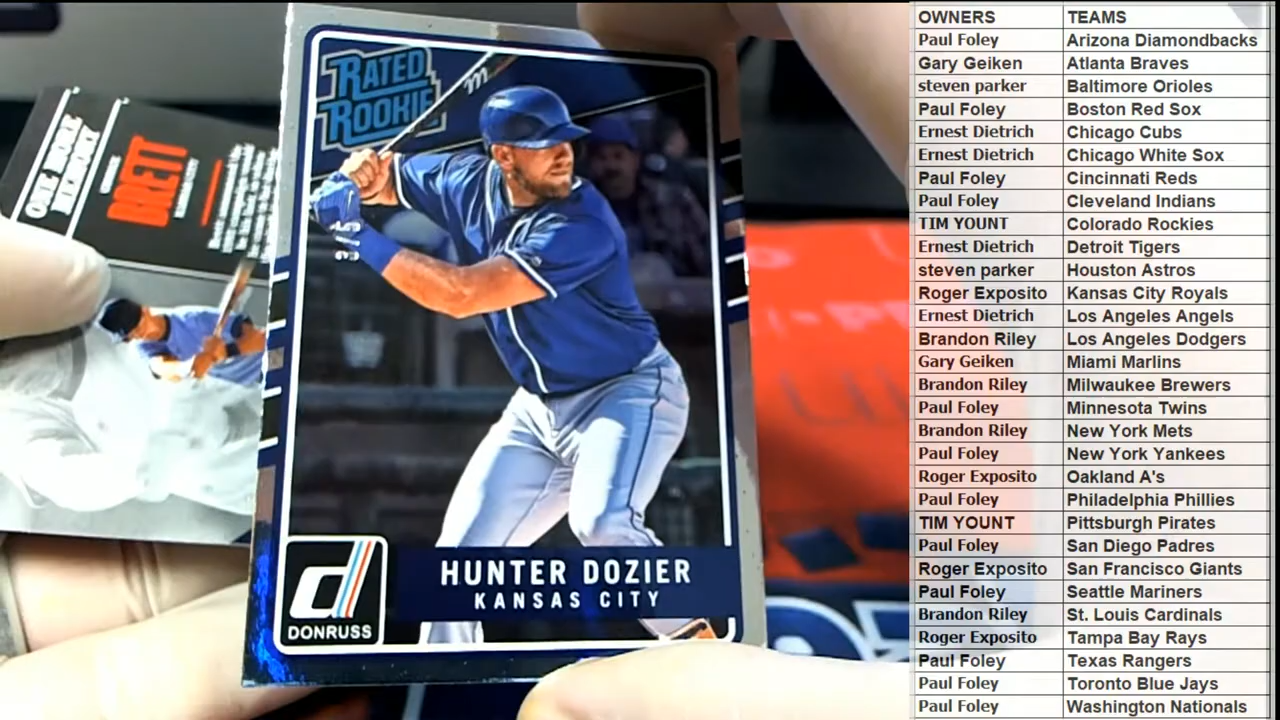 RATED
ROOKIE
HUNTER DOZIER
KANSAS CITY
DONRUSS
BRETT
OWNERS TEAMS
Paul Foley Arizona Diamondbacks
Gary Geiken Atlanta Braves
steven parker Baltimore Orioles
Paul Foley Boston Red Sox
Ernest Dietrich Chicago Cubs
Ernest Dietrich Chicago White Sox
Paul Foley Cincinnati Reds
Paul Foley Cleveland Indians
TIM YOUNT Colorado Rockies
Ernest Dietrich Detroit Tigers
steven parker Houston Astros
Roger Exposito Kansas City Royals
Ernest Dietrich Los Angeles Angels
Brandon Riley Los Angeles Dodgers
Gary Geiken Miami Marlins
Brandon Riley Milwaukee Brewers
Paul Foley Minnesota Twins
Brandon Riley New York Mets
Paul Foley New York Yankees
Roger Exposito Oakland A's
Paul Foley Philadelphia Phillies
TIM YOUNT Pittsburgh Pirates
Paul Foley San Diego Padres
Roger Exposito San Francisco Giants
Paul Foley Seattle Mariners
Brandon Riley St. Louis Cardinals
Roger Exposito Tampa Bay Rays
Paul Foley Texas Rangers
Paul Foley Toronto Blue Jays
Paul Foley Washington Nationals